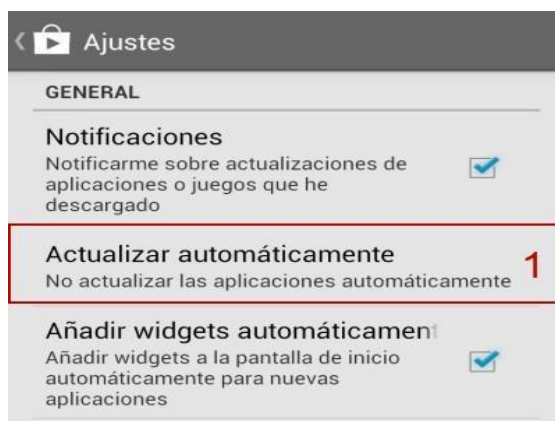 Ajustes
GENERAL
Notificaciones
Notificarme sobre actualizaciones de
aplicaciones o juegos que he
descargado
Actualizar automáticamente
No actualizar las aplicaciones automáticamente
1
Añadir widgets automáticament
Añadir widgets a la pantalla de inicio
automáticamente para nuevas
aplicaciones